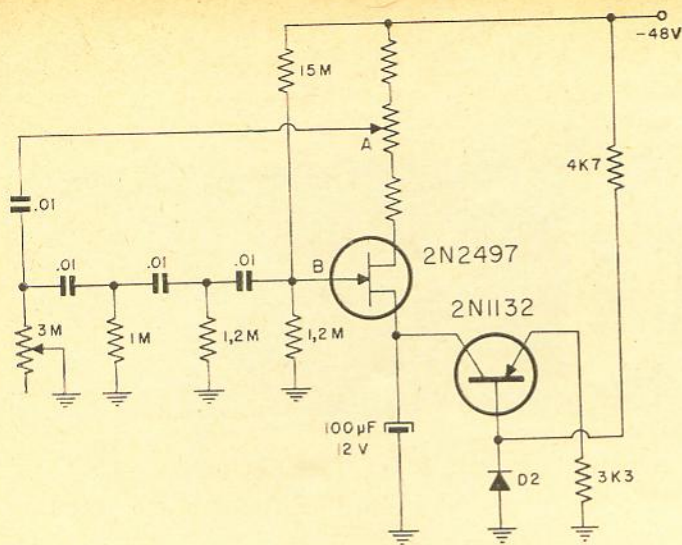 -48V
15M
A
4K7
.01
.01
.01
.01
B
2N2497
3M
1M
1,2M
1,2M
2N1132
100µF
12 V
D2
3K3